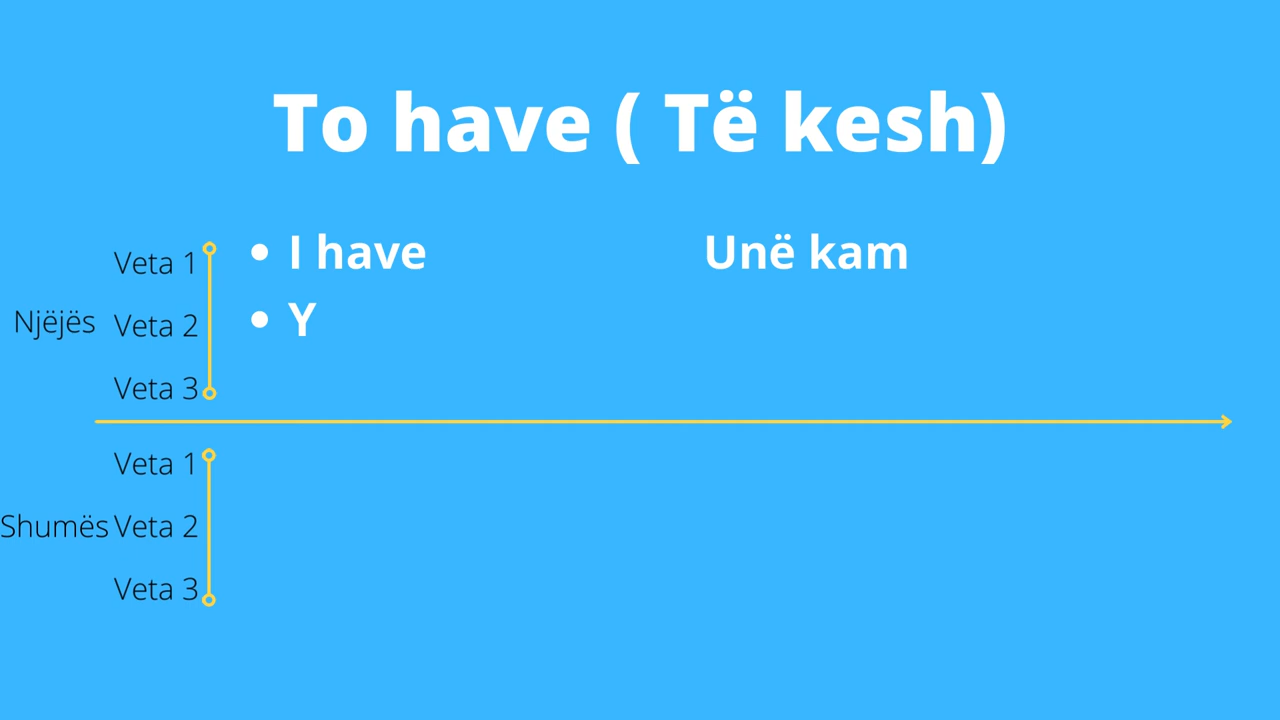 To have ( Të kesh)
Veta 1 • I have Unë kam
Njëjës Veta 2 • Y
Veta 3
Veta 1
Shumës Veta 2
Veta 3